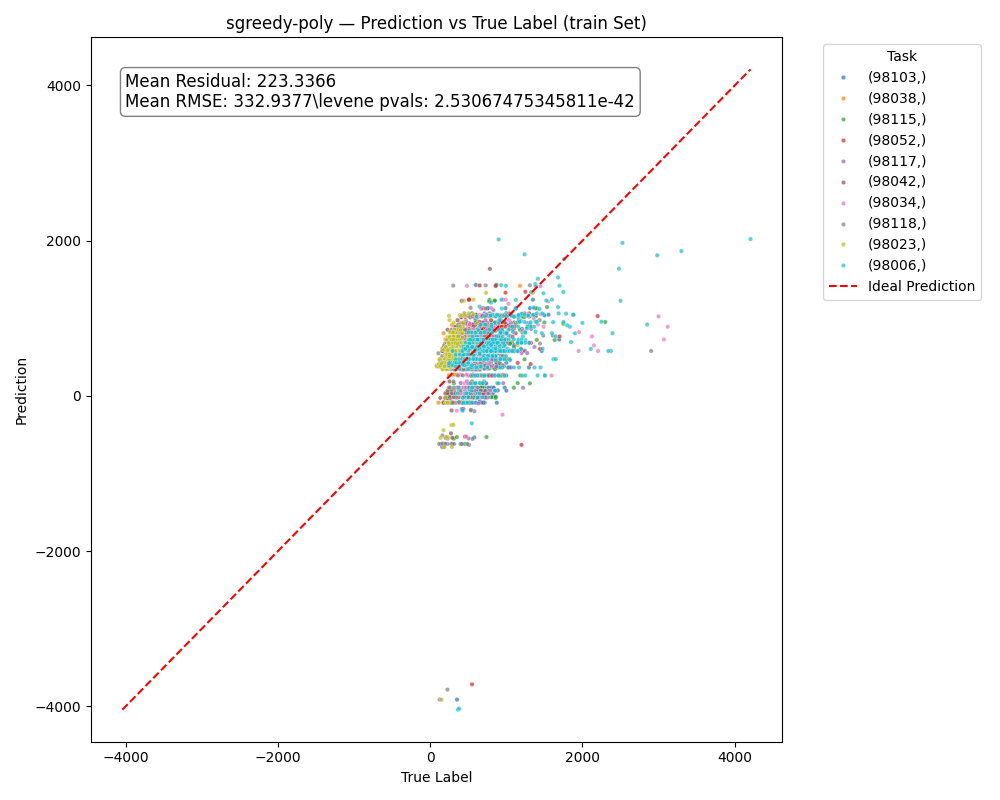 sgreedy-poly — Prediction vs True Label (train Set)
Mean Residual: 223.3366
Mean RMSE: 332.9377\levene pvals: 2.53067475345811e-42
Prediction
4000
2000
0
−2000
−4000
−4000
−2000
0
2000
4000
True Label
Task
(98103,)
(98038,)
(98115,)
(98052,)
(98117,)
(98042,)
(98034,)
(98118,)
(98023,)
(98006,)
Ideal Prediction